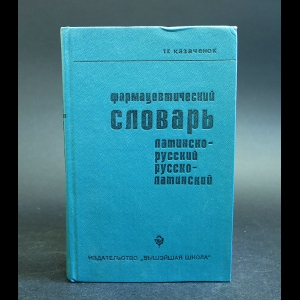 т.г. казаченок
фармацевтический
словарь
латинско-
русский
русско-
латинский
издательство „вышэйшая школа"